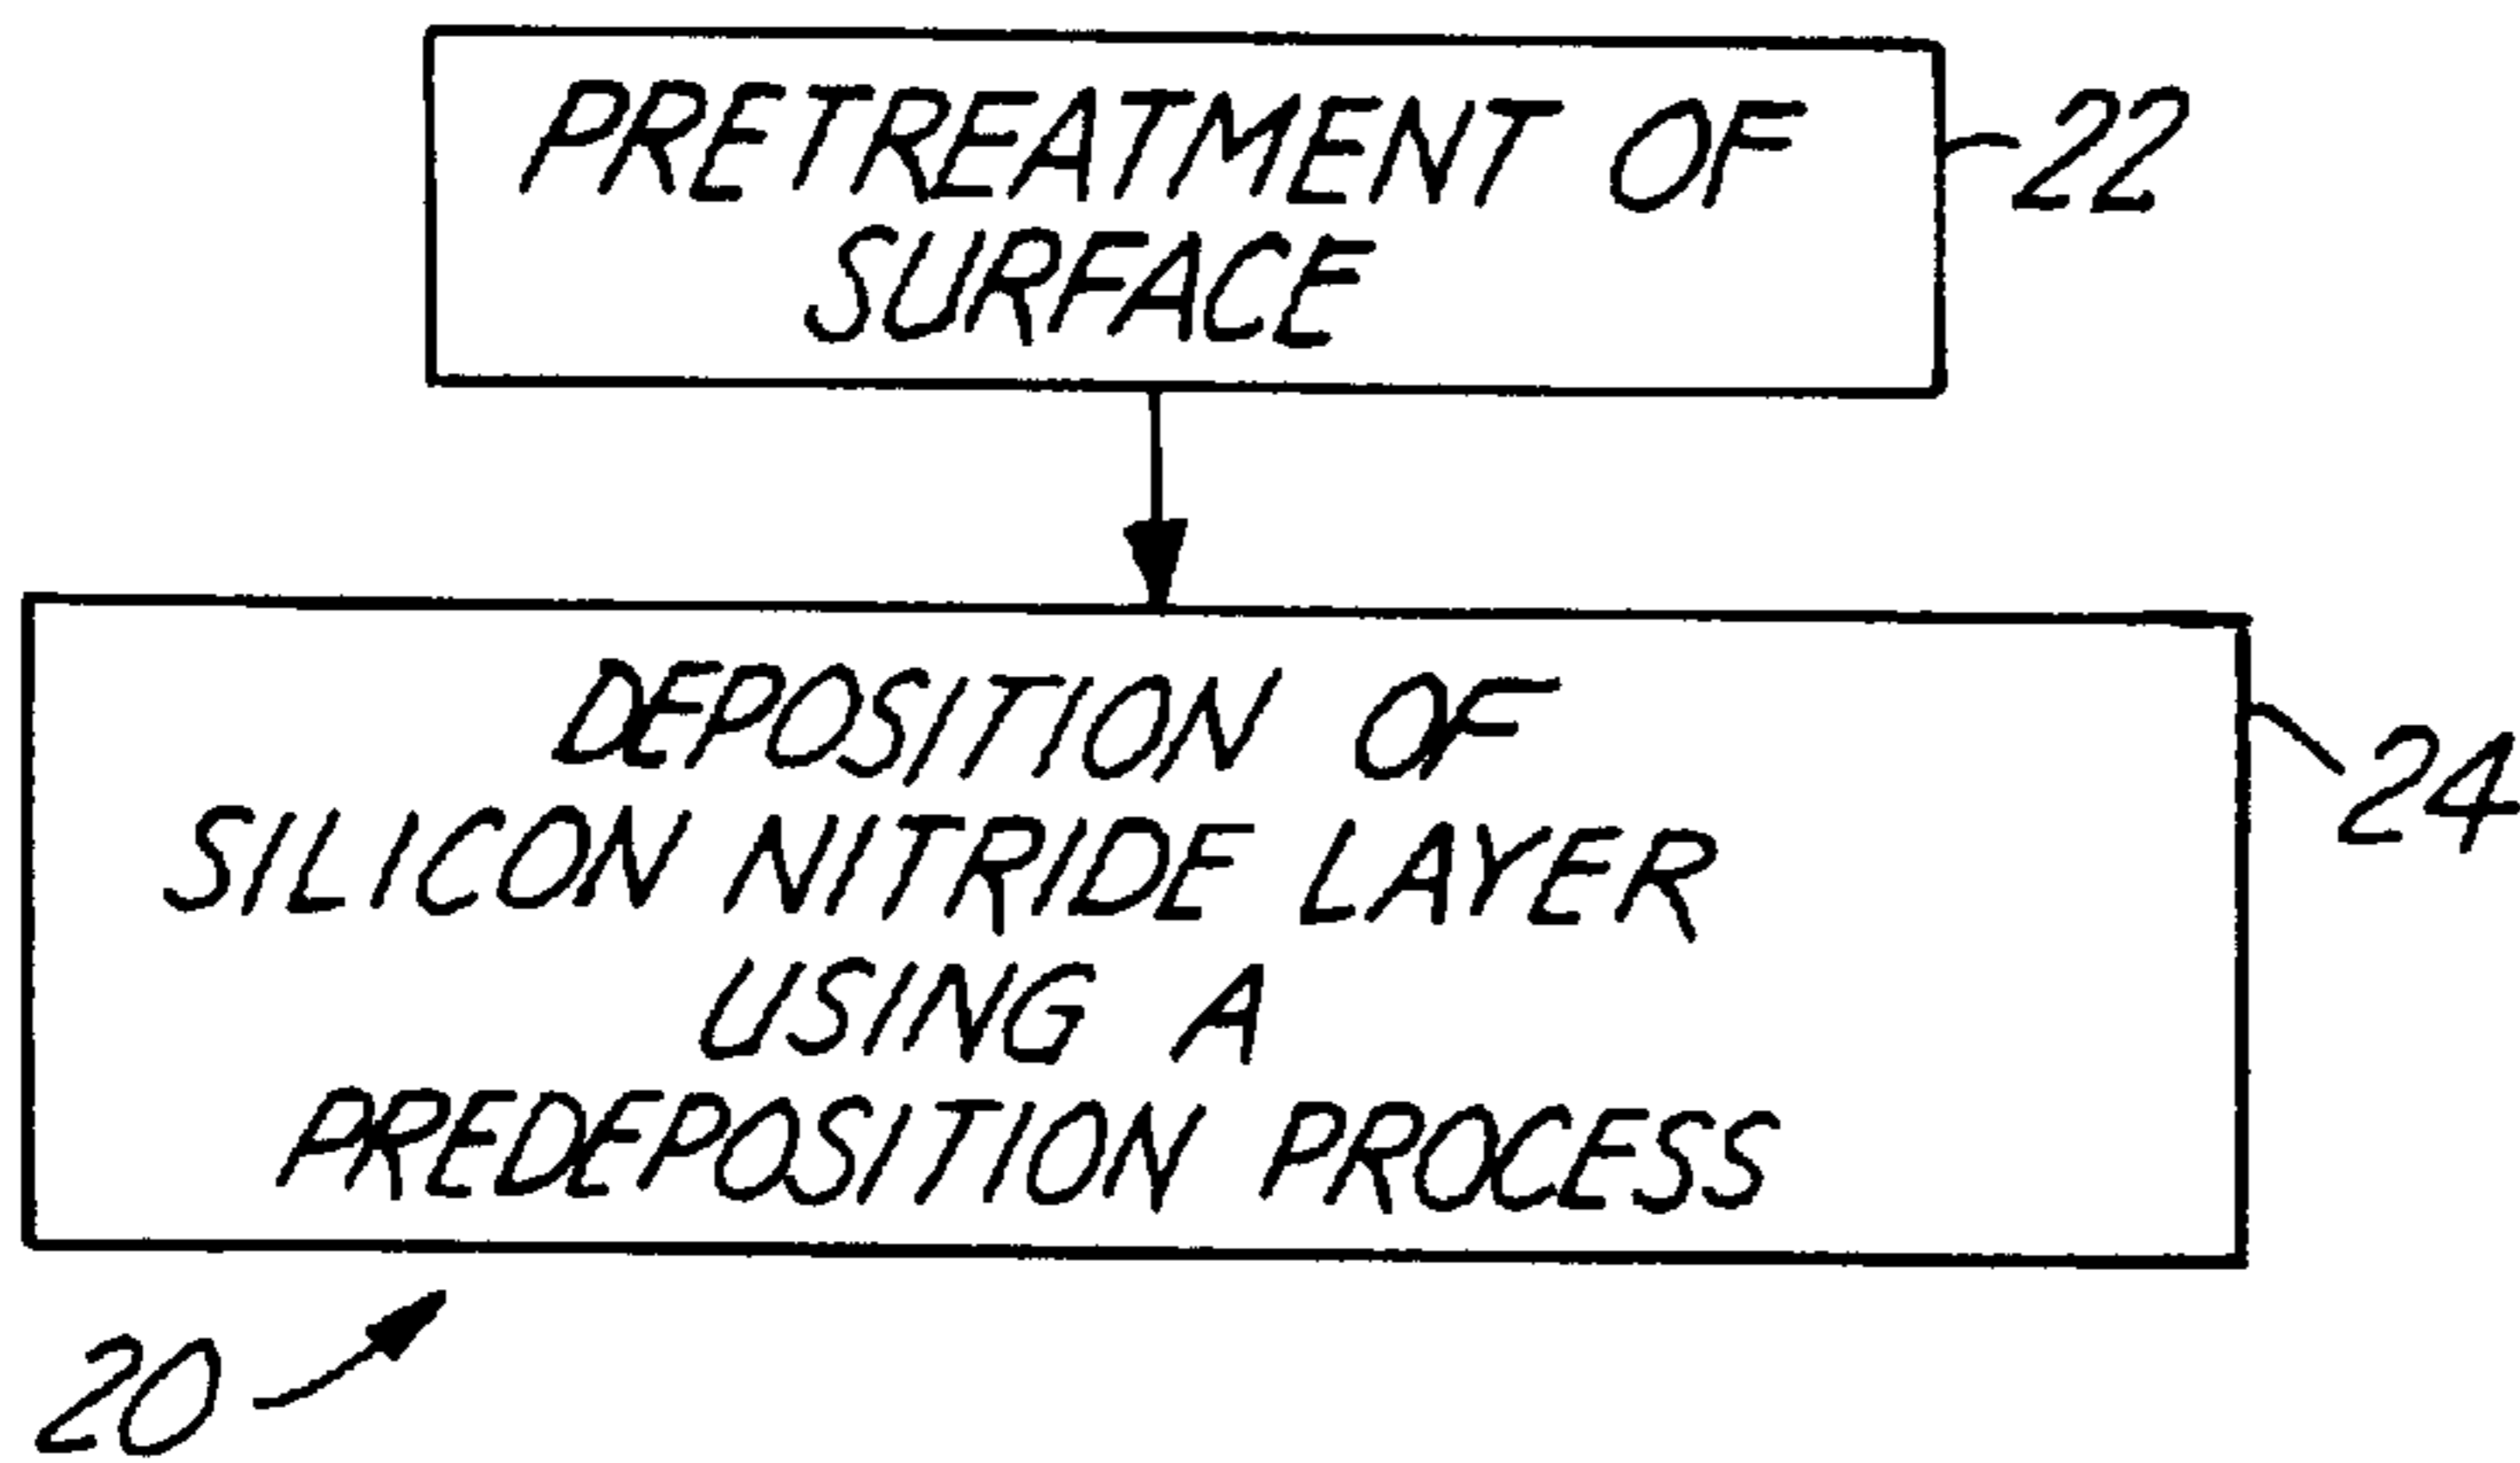 PRETREATMENT OF
SURFACE
22
DEPOSITION OF
SILICON NITRIDE LAYER
USING A
PREDEPOSITION PROCESS
24
20